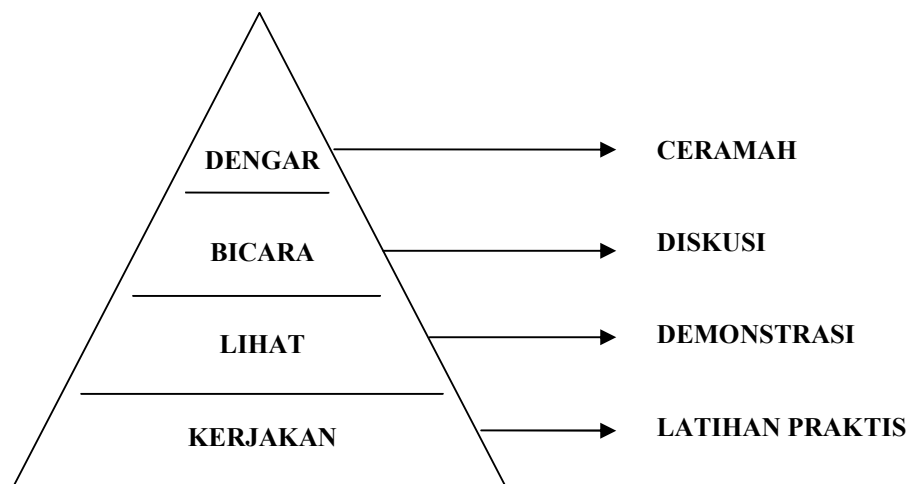 DENGAR
CERAMAH
BICARA
DISKUSI
LIHAT
DEMONSTRASI
KERJAKAN
LATIHAN PRAKTIS